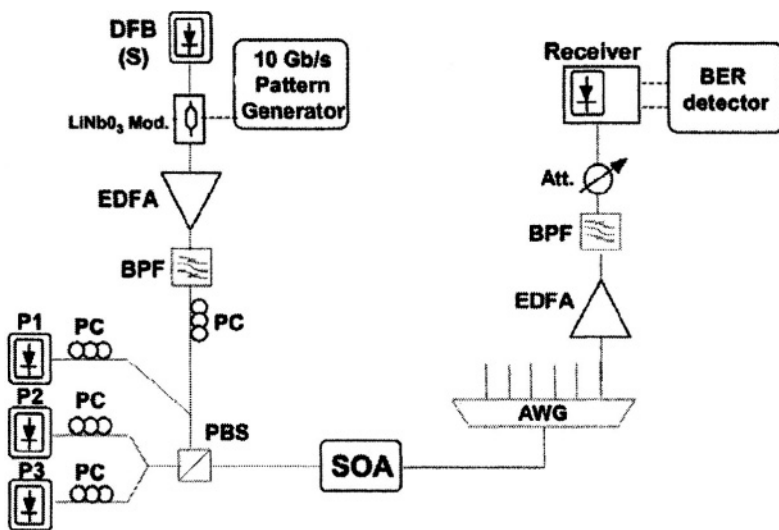 DFB
(S)
10 Gb/s
Pattern
Generator
LiNb0₃ Mod.
EDFA
BPF
PC
P1
PC
P2
PC
P3
PC
PBS
SOA
AWG
EDFA
BPF
Att.
Receiver
BER
detector